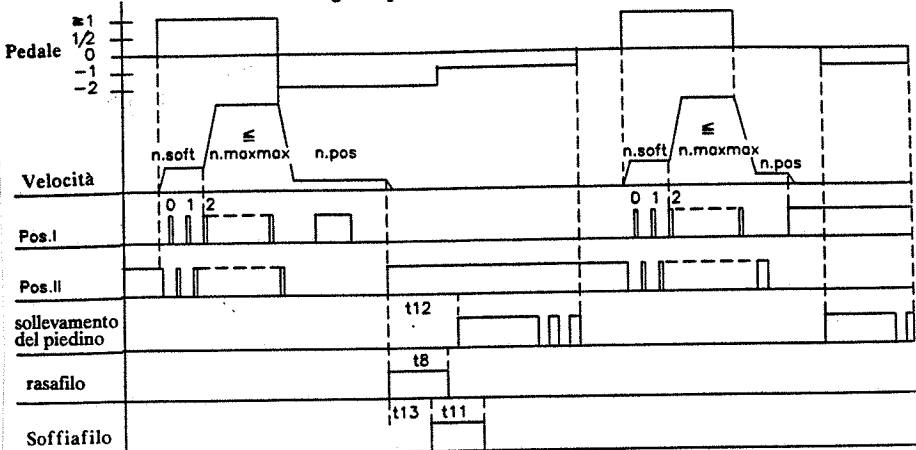 ≧1
1/2
Pedale 0
−1
−2
≦ ≦
n.soft n.maxmax n.pos n.soft n.maxmax n.pos
Velocità
0 1 2 0 1 2
Pos.I
Pos.II
t12
sollevamento
del piedino
t8
rasafilo
t13 t11
Soffiafilo